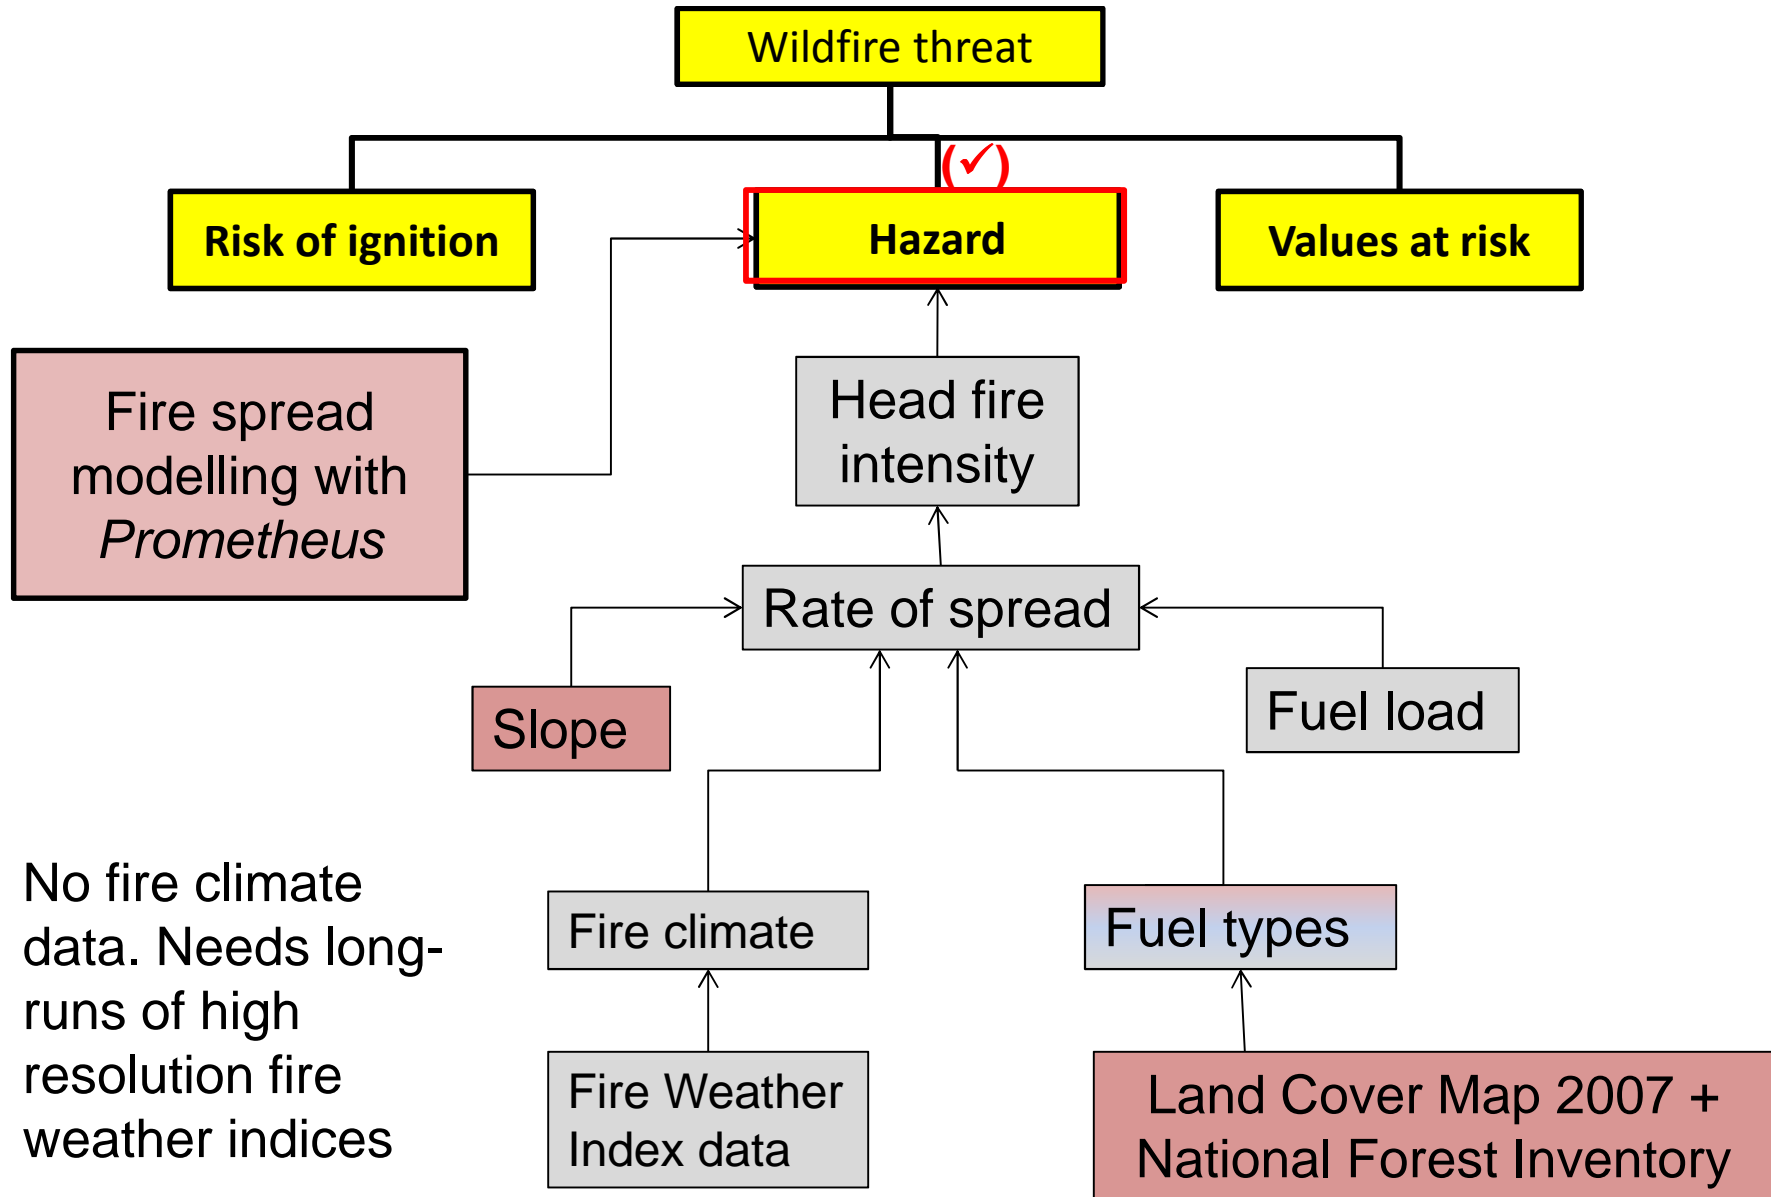 Wildfire threat
(✓)
Risk of ignition
Hazard
Values at risk
Fire spread
modelling with
Prometheus
Head fire
intensity
Rate of spread
Slope
Fuel load
No fire climate
data. Needs long-
runs of high
resolution fire
weather indices
Fire climate
Fuel types
Fire Weather
Index data
Land Cover Map 2007 +
National Forest Inventory